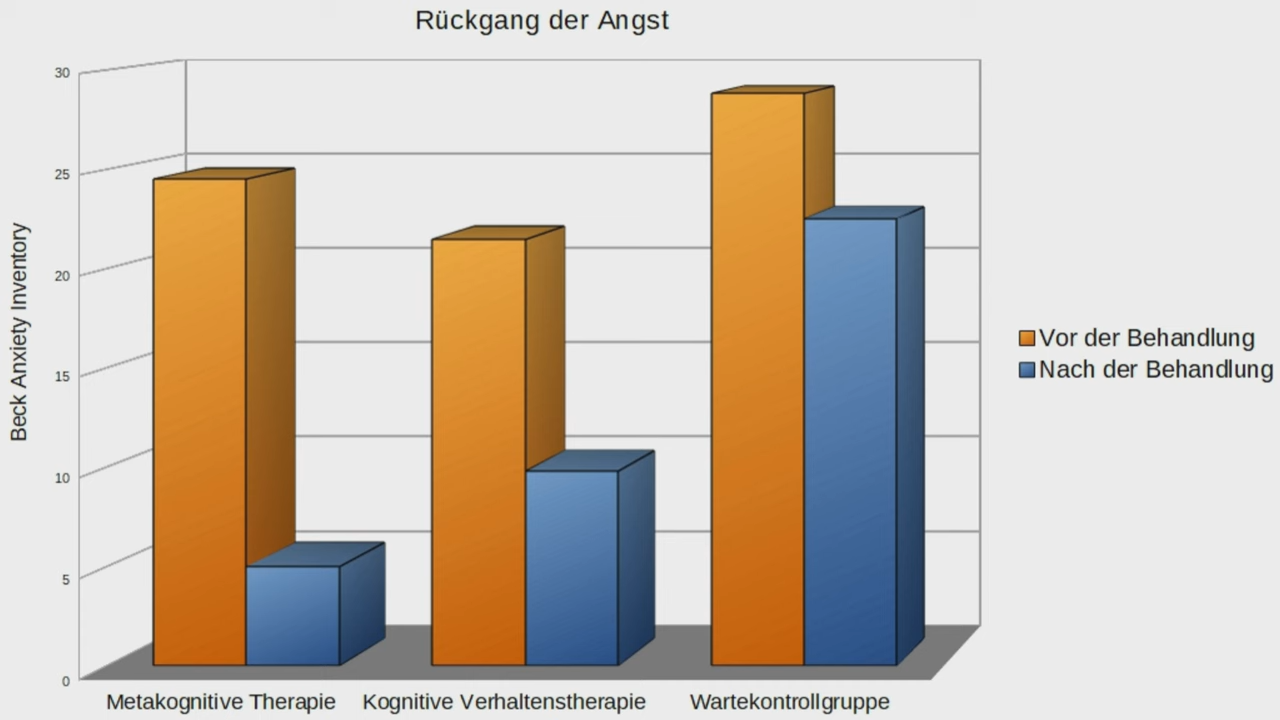 Rückgang der Angst
Beck Anxiety Inventory
30
25
20
15
10
5
0
Metakognitive Therapie
Kognitive Verhaltenstherapie
Wartekontrollgruppe
Vor der Behandlung
Nach der Behandlung